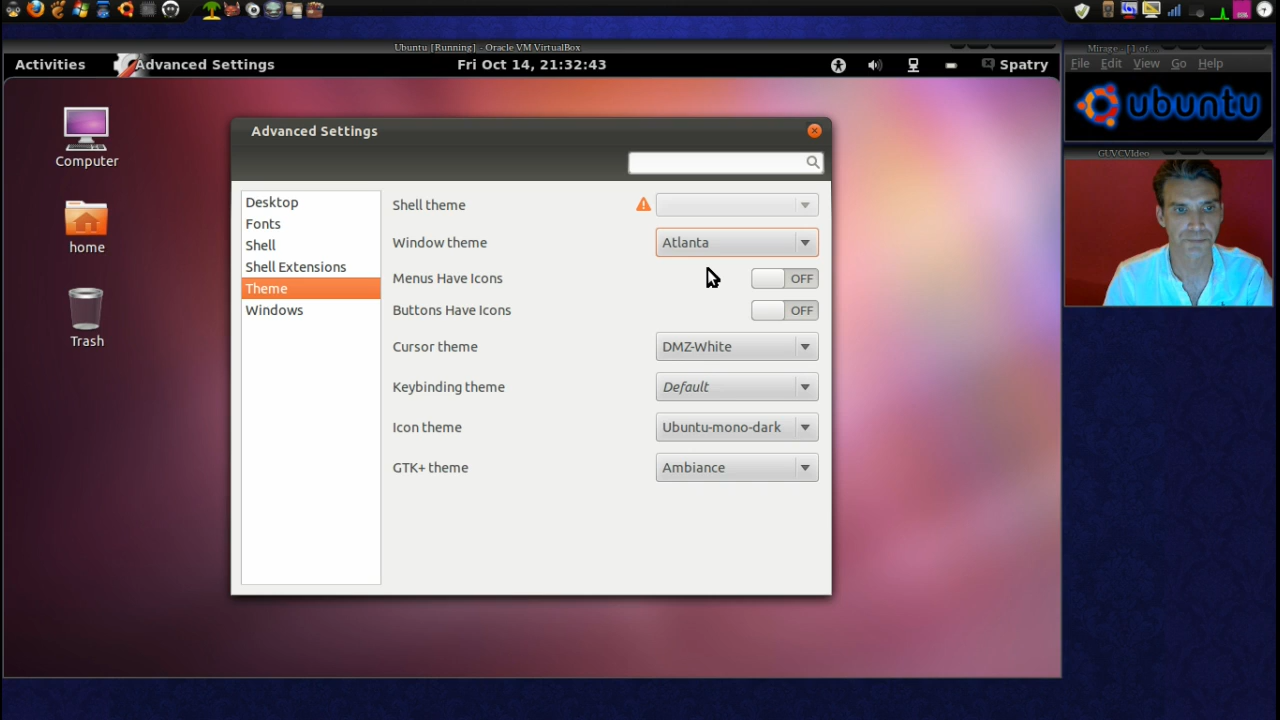 Ubuntu [Running] - Oracle VM VirtualBox
Activities
Advanced Settings
Fri Oct 14, 21:32:43
Spatry
Computer
home
Trash
Advanced Settings
Desktop
Fonts
Shell
Shell Extensions
Theme
Windows
Shell theme
Window theme
Atlanta
Menus Have Icons
OFF
Buttons Have Icons
OFF
Cursor theme
DMZ-White
Keybinding theme
Default
Icon theme
Ubuntu-mono-dark
GTK+ theme
Ambiance
Mirage - [1 of ...
File Edit View Go Help
ubuntu
GUVCVideo